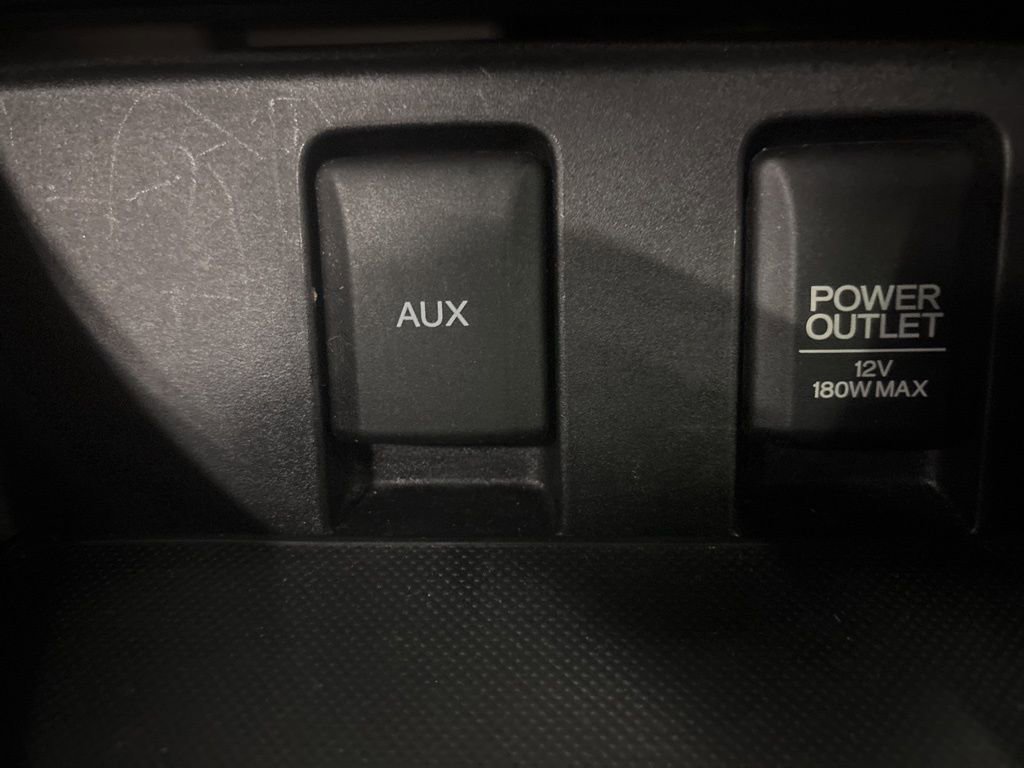 AUX
POWER
OUTLET
12V
180W MAX